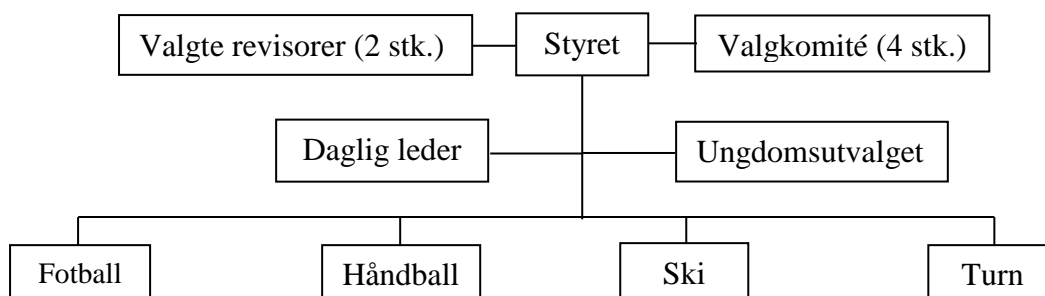 Valgte revisorer (2 stk.)
Styret
Valgkomité (4 stk.)
Daglig leder
Ungdomsutvalget
Fotball
Håndball
Ski
Turn